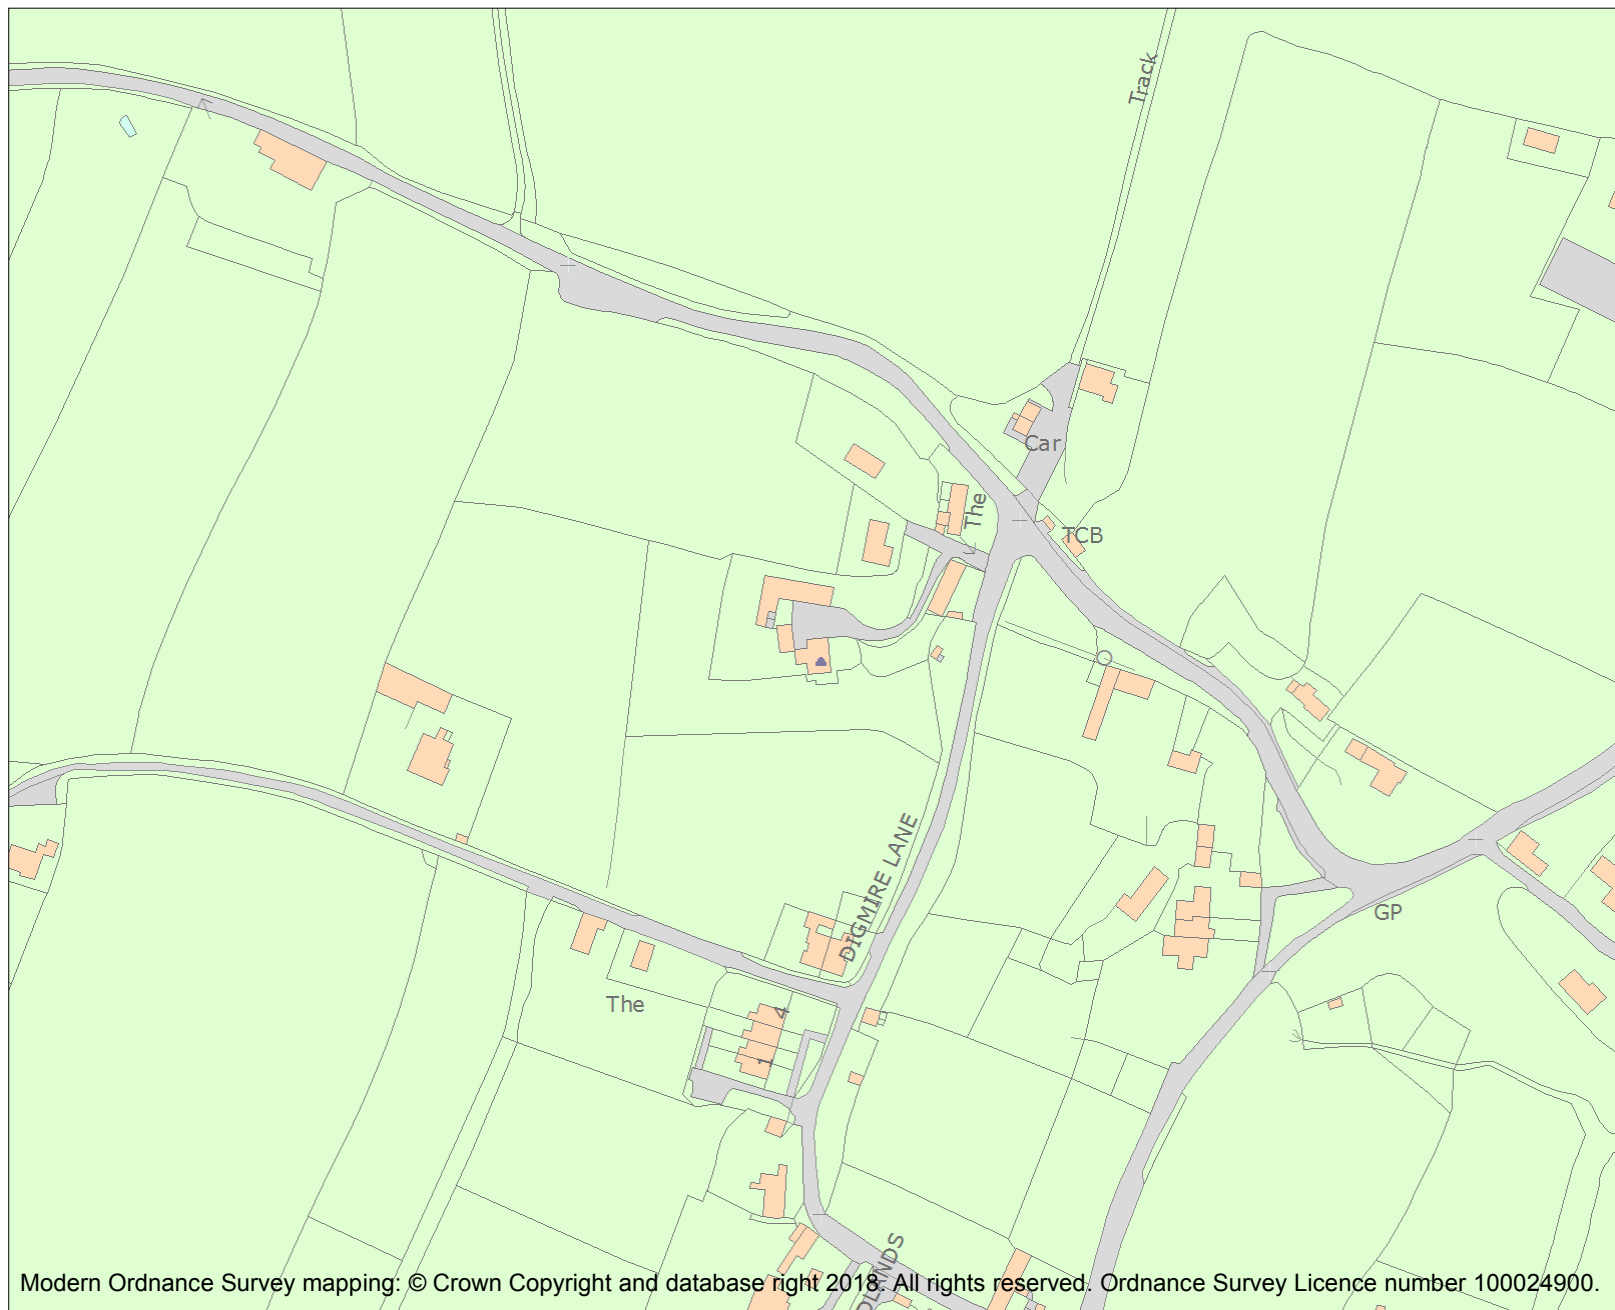 Track
Car
The
TCB
DIGMIRE LANE
GP
The
4
1
Modern Ordnance Survey mapping: © Crown Copyright and database right 2018. All rights reserved. Ordnance Survey Licence number 100024900.